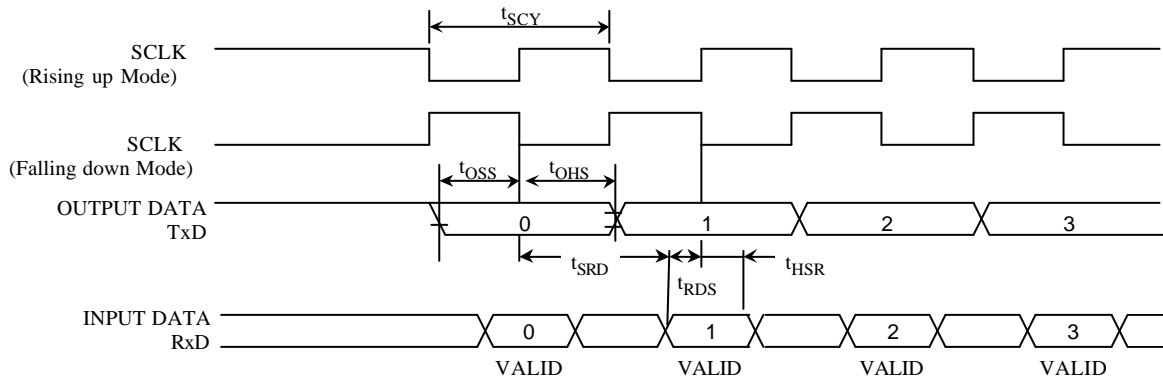 tSCY
SCLK
(Rising up Mode)
SCLK
(Falling down Mode)
tOSS tOHS
OUTPUT DATA
TxD
0 1 2 3
tSRD tRDS tHSR
INPUT DATA
RxD
0 1 2 3
VALID VALID VALID VALID